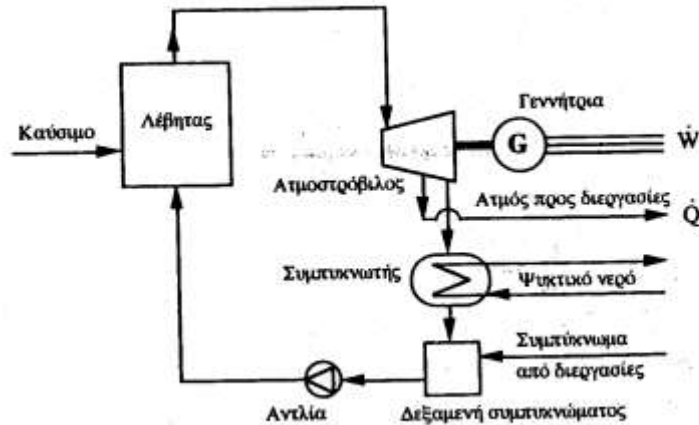 Γεννήτρια
Λέβητας
Καύσιμο
G
Ẇ
Ατμοστρόβιλος
Ατμός προς διεργασίες
Q̇
Συμπυκνωτής
Ψυκτικό νερό
Συμπύκνωμα
από διεργασίες
Αντλία
Δεξαμενή συμπυκνώματος